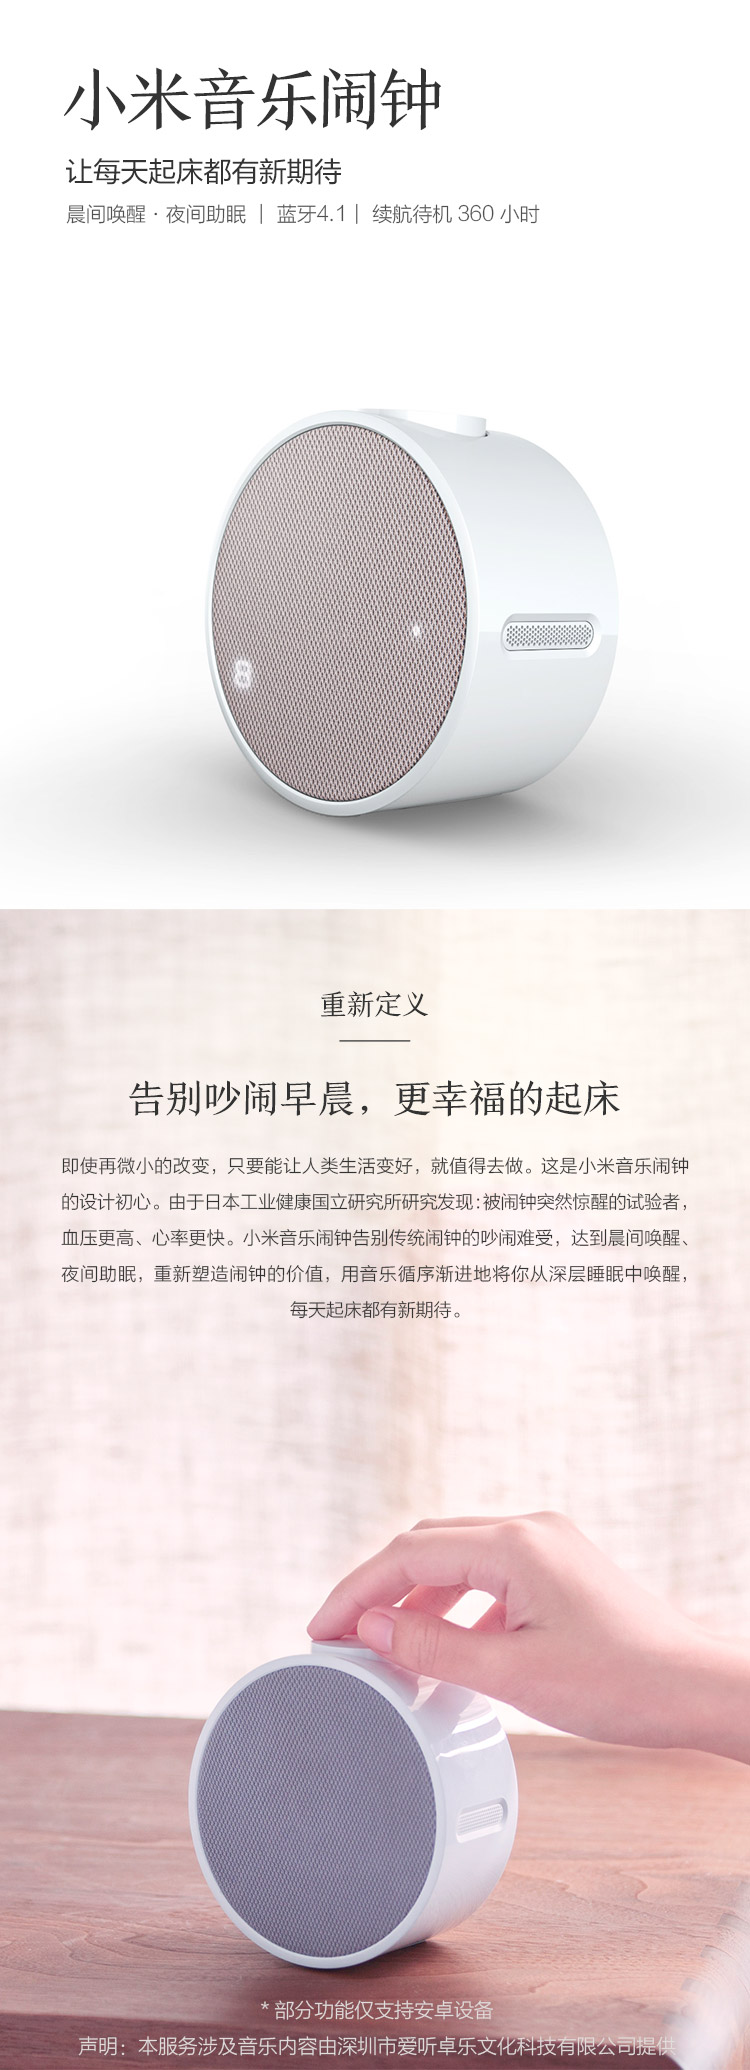 小米音乐闹钟
让每天起床都有新期待
晨间唤醒 · 夜间助眠 | 蓝牙4.1 | 续航待机 360 小时
重新定义
告别吵闹早晨，更幸福的起床
即使再微小的改变，只要能让人类生活变好，就值得去做。这是小米音乐闹钟
的设计初心。由于日本工业健康国立研究所研究发现：被闹钟突然惊醒的试验者，
血压更高、心率更快。小米音乐闹钟告别传统闹钟的吵闹难受，达到晨间唤醒、
夜间助眠，重新塑造闹钟的价值，用音乐循序渐进地将你从深层睡眠中唤醒，
每天起床都有新期待。
* 部分功能仅支持安卓设备
声明：本服务涉及音乐内容由深圳市爱听卓乐文化科技有限公司提供